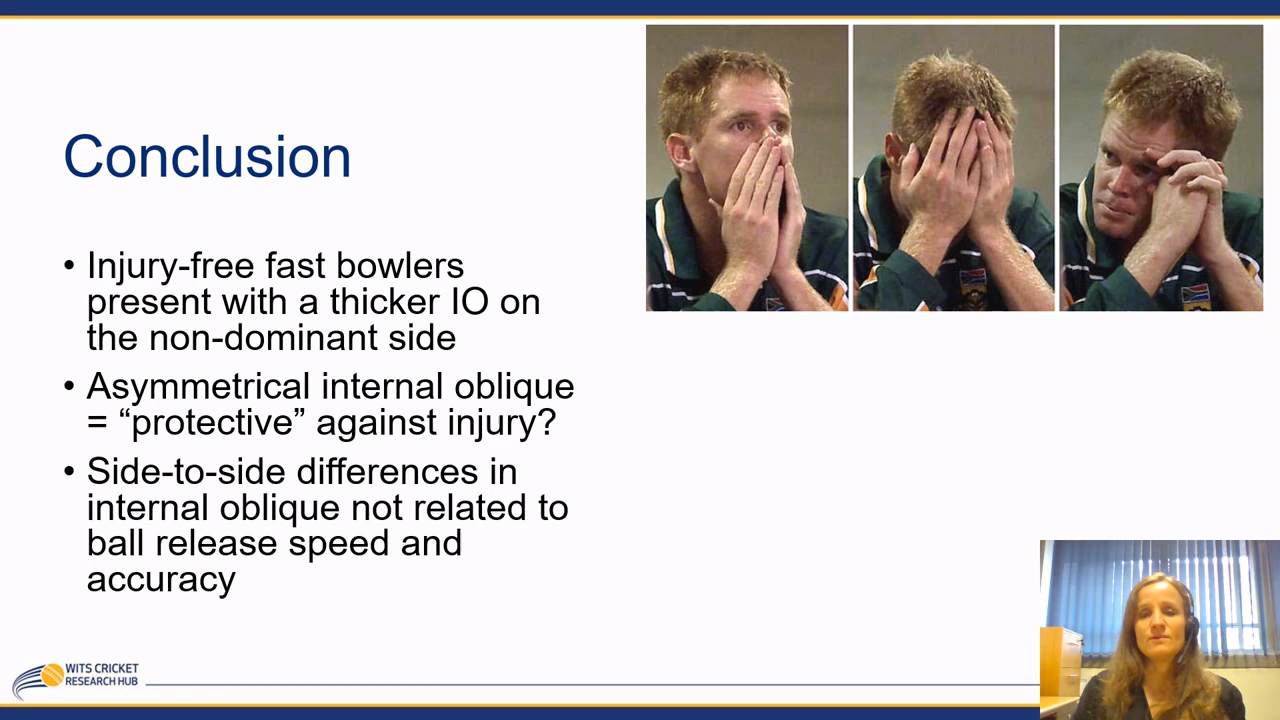 Conclusion
• Injury-free fast bowlers
present with a thicker IO on
the non-dominant side
• Asymmetrical internal oblique
= “protective” against injury?
• Side-to-side differences in
internal oblique not related to
ball release speed and
accuracy
WITS CRICKET
RESEARCH HUB